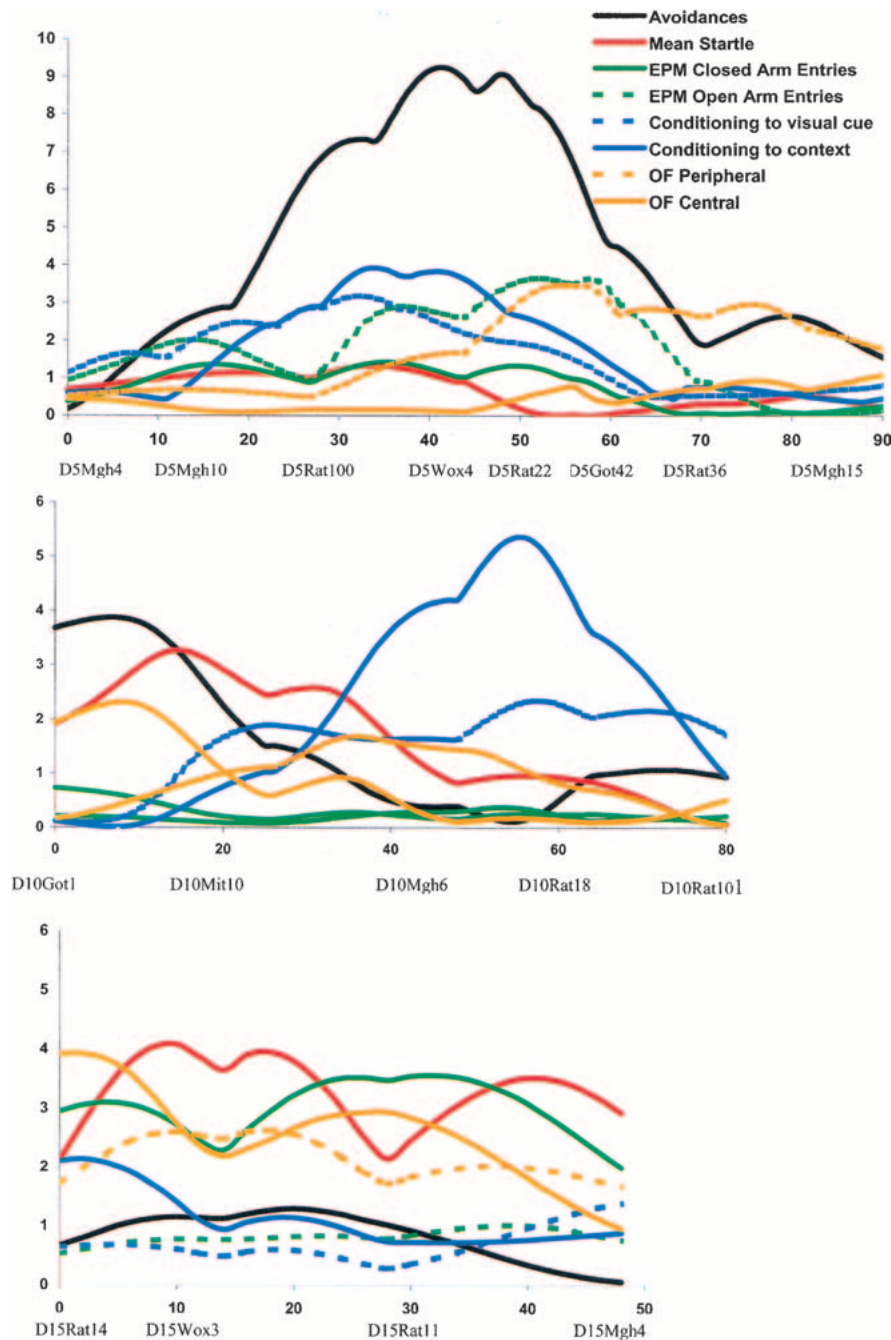 Avoidances
Mean Startle
EPM Closed Arm Entries
EPM Open Arm Entries
Conditioning to visual cue
Conditioning to context
OF Peripheral
OF Central
10
9
8
7
6
5
4
3
2
1
0
0 10 20 30 40 50 60 70 80 90
D5Mgh4 D5Mgh10 D5Rat100 D5Wox4 D5Rat22 D5Got42 D5Rat36 D5Mgh15
6
5
4
3
2
1
0
0 20 40 60 80
D10Got1 D10Mit10 D10Mgh6 D10Rat18 D10Rat101
6
5
4
3
2
1
0
0 10 20 30 40 50
D15Rat14 D15Wox3 D15Rat11 D15Mgh4